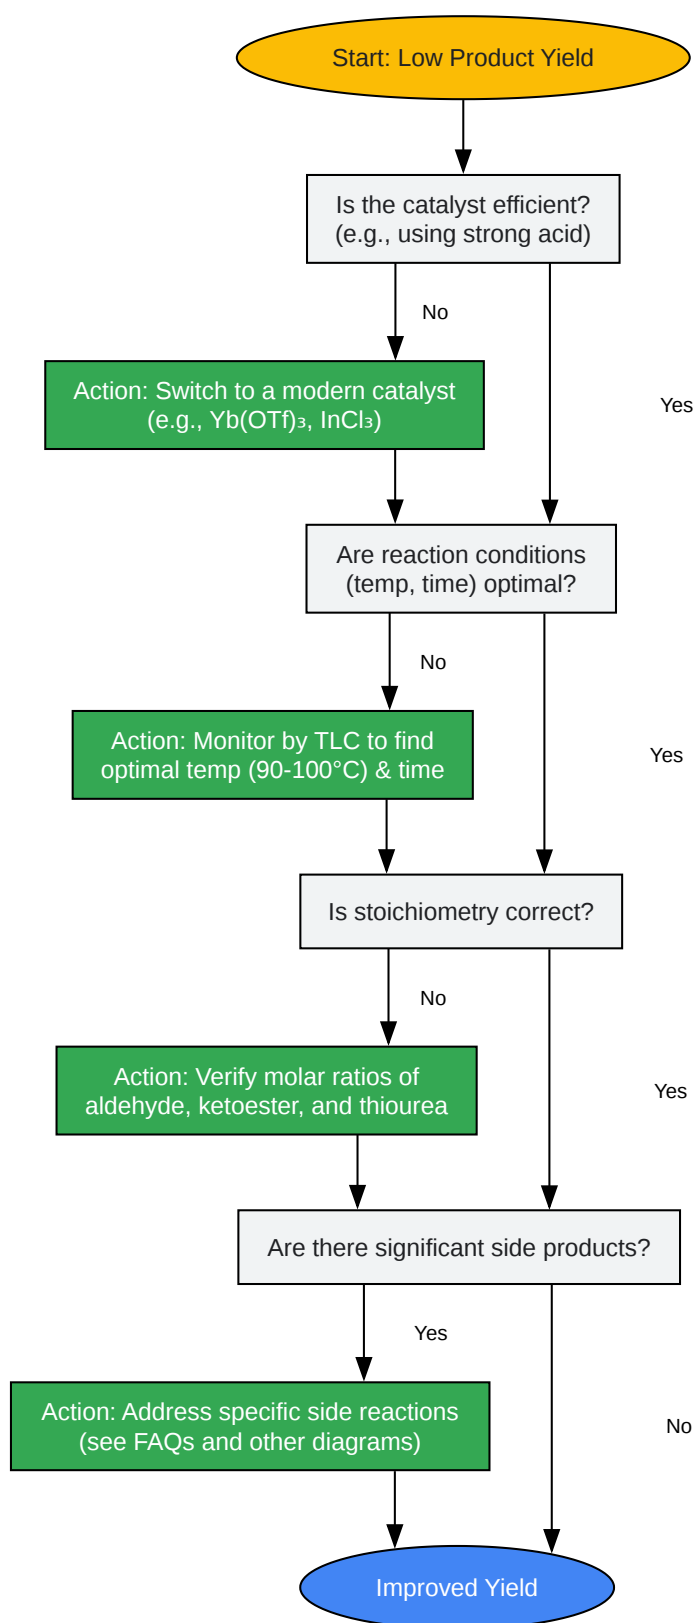 Start: Low Product Yield
Is the catalyst efficient?
(e.g., using strong acid)
No
Action: Switch to a modern catalyst
(e.g., Yb(OTf)₃, InCl₃)
Yes
Are reaction conditions
(temp, time) optimal?
No
Action: Monitor by TLC to find
optimal temp (90-100°C) & time
Yes
Is stoichiometry correct?
No
Action: Verify molar ratios of
aldehyde, ketoester, and thiourea
Yes
Are there significant side products?
Yes
Action: Address specific side reactions
(see FAQs and other diagrams)
No
Improved Yield